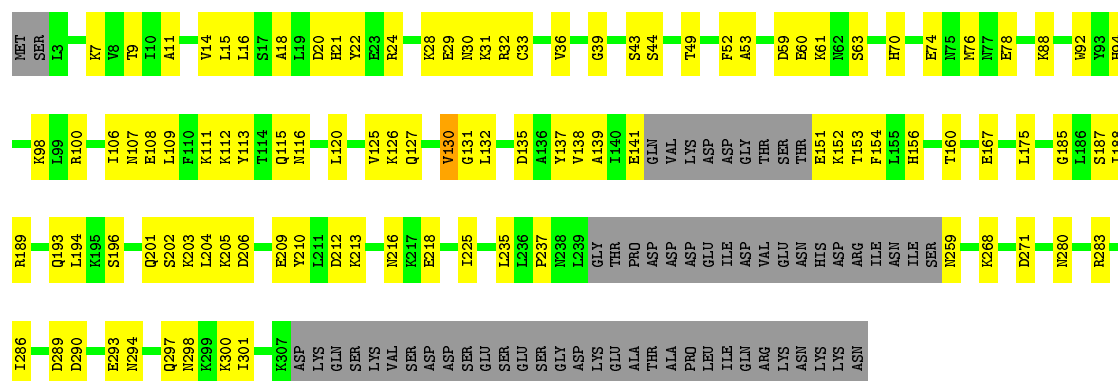 MET SER L3 K7 V8 T9 I10 A11 V14 L15 L16 S17 A18 L19 D20 H21 Y22 E23 R24 K28 E29 N30 K31 R32 C33 V36 G39 S43 S44 T49 F52 A53 D59 E60 K61 N62 S63 H70 E74 N75 M76 N77 E78 K88 W92 Y93 H94
K98 L99 R100 I106 N107 E108 L109 F110 K111 K112 Y113 T114 Q115 N116 L120 V125 K126 Q127 V130 G131 L132 D135 A136 Y137 V138 A139 I140 E141 GLN VAL LYS ASP ASP GLY THR SER THR E151 K152 T153 F154 L155 H156 T160 E167 L175 G185 L186 S187
R189 Q193 L194 K195 S196 Q201 S202 K203 L204 K205 D206 E209 Y210 L211 D212 K213 N216 K217 E218 I225 L235 L236 P237 N238 L239 GLY THR PRO ASP ASP ASP GLU ILE ASP VAL GLU ASN HIS ASP ARG ILE ASN ILE SER N259 K268 D271 N280 R283
I286 D289 D290 E293 N294 Q297 N298 K299 K300 I301 K307 ASP LYS GLN SER LYS VAL SER ASP ASP SER GLU SER GLU SER GLY ASP LYS GLU ALA THR ALA PRO LEU ILE GLN ARG LYS ASN LYS LYS ASN